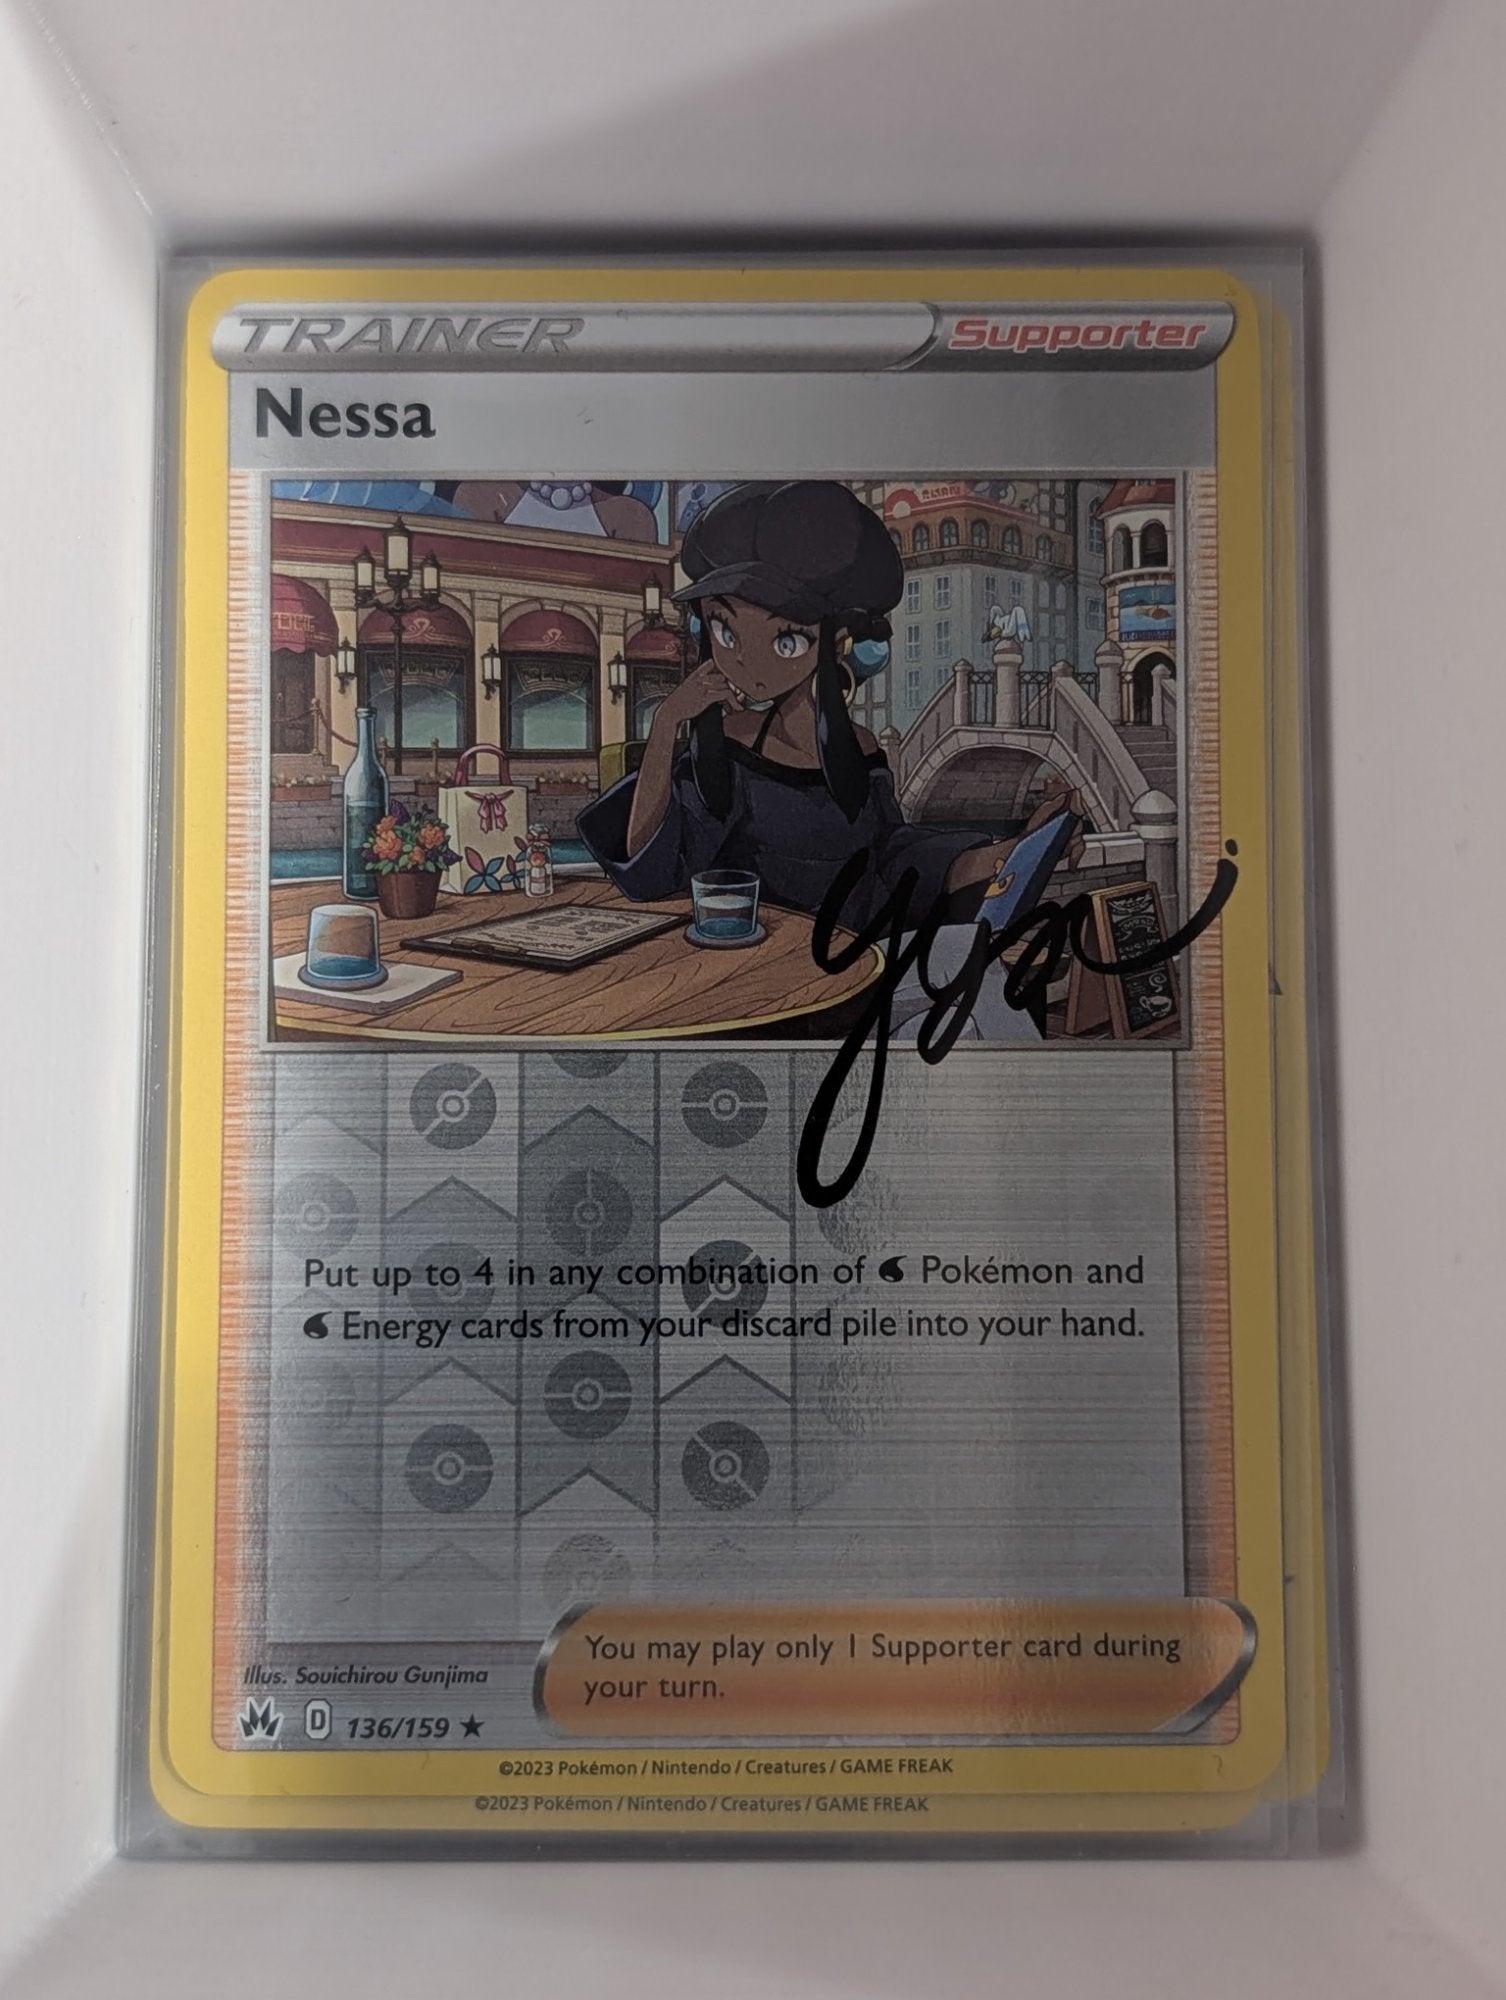 TRAINER Supporter
Nessa
Put up to 4 in any combination of Pokémon and
Energy cards from your discard pile into your hand.
You may play only 1 Supporter card during
your turn.
Illus. Souichirou Gunjima
D 136/159 ★
©2023 Pokémon / Nintendo / Creatures / GAME FREAK
©2023 Pokémon / Nintendo / Creatures / GAME FREAK